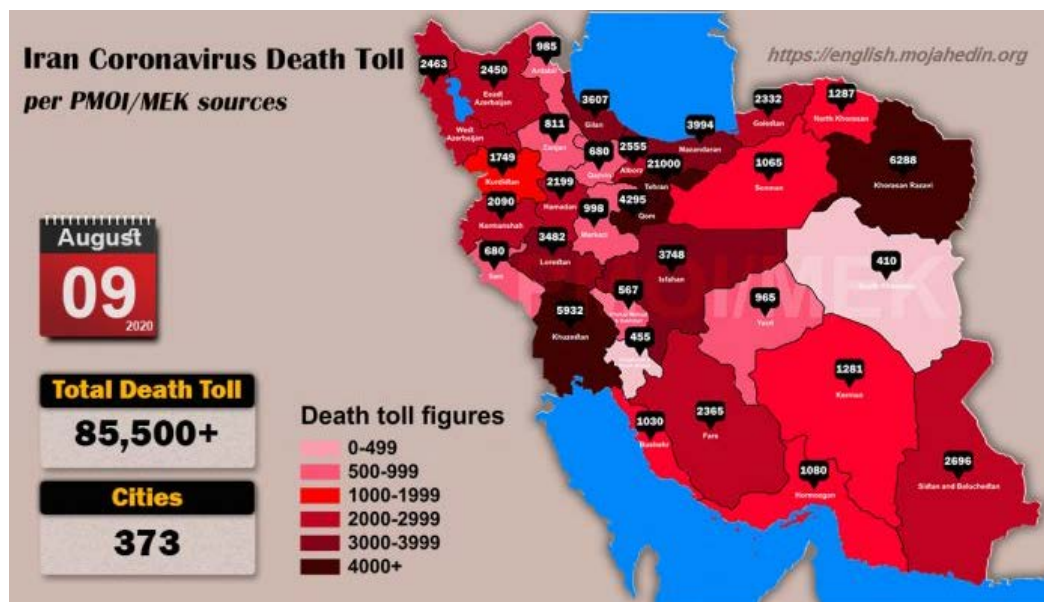 Iran Coronavirus Death Toll
per PMOI/MEK sources
https://english.mojahedin.org
August
09
2020
Total Death Toll
85,500+
Cities
373
Death toll figures
0-499
500-999
1000-1999
2000-2999
3000-3999
4000+
2463
West
Azerbaijan
2450
East
Azerbaijan
985
Ardabil
3607
Gilan
811
Zanjan
680
Qazvin
2555
Alborz
21000
Tehran
3994
Mazandaran
2332
Golestan
1287
North Khorasan
6288
Khorasan Razavi
1065
Semnan
1749
Kurdistan
2199
Hamadan
998
Markazi
4295
Qom
2090
Kermanshah
3482
Lorestan
680
Ilam
3748
Isfahan
410
567
965
Yazd
5932
Khuzestan
455
1281
Kerman
1030
Bushehr
2365
Fars
1080
Hormozgan
2696
Sistan and Baluchestan